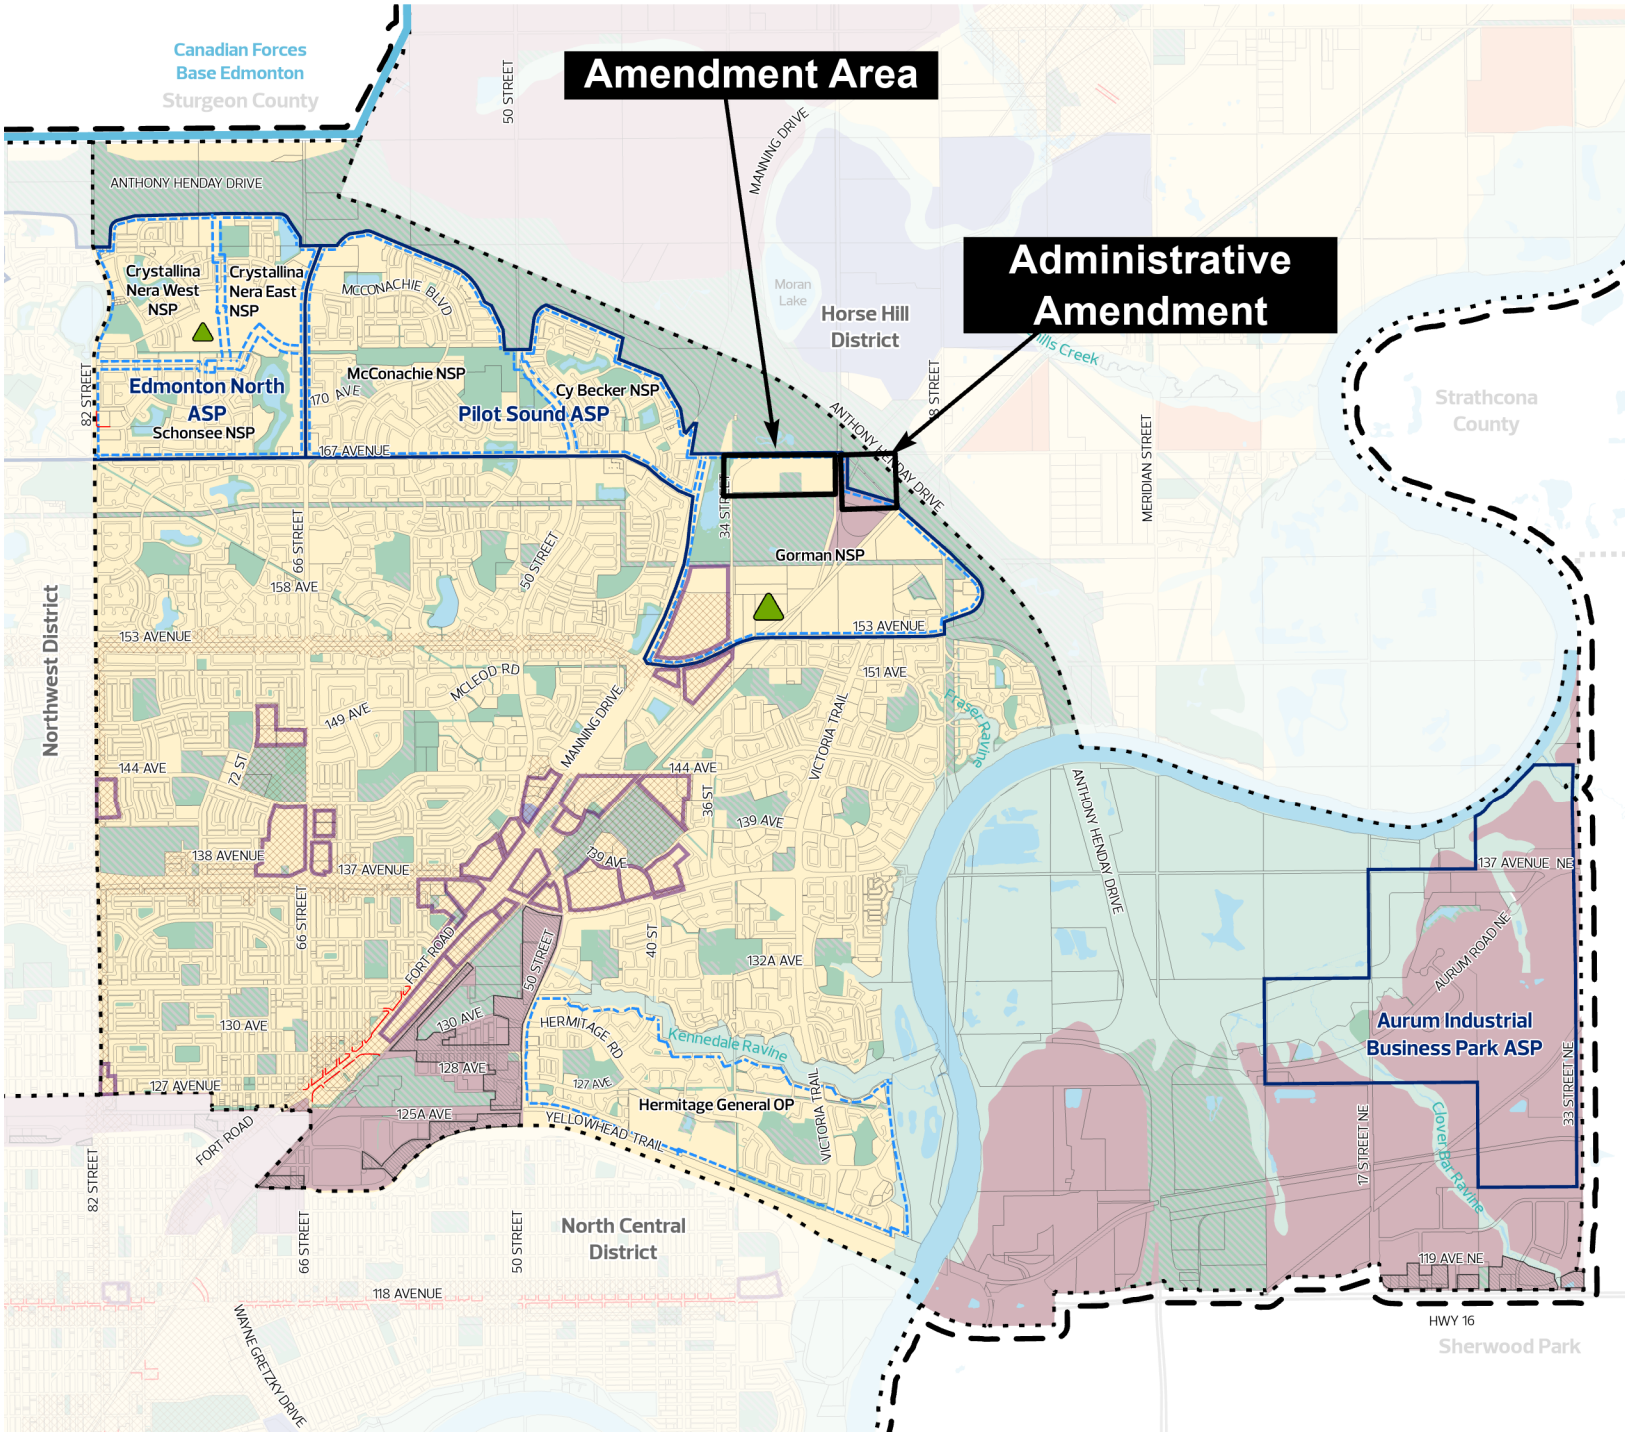 Canadian Forces
Base Edmonton
Sturgeon County
50 STREET
Amendment Area
MANNING DRIVE
ANTHONY HENDAY DRIVE
Administrative
Amendment
Crystallina
Nera West
NSP
Crystallina
Nera East
NSP
MCCONACHIE BLVD
Moran
Lake
Horse Hill
District
ills Creek
82 STREET
Edmonton North
ASP
Schonsee NSP
McConachie NSP
170 AVE
Cy Becker NSP
Pilot Sound ASP
8 STREET
ANTHONY HENDAY DRIVE
MERIDIAN STREET
Strathcona
County
167 AVENUE
34 STREET
66 STREET
50 STREET
Gorman NSP
158 AVE
Northwest District
153 AVENUE
153 AVENUE
MCLEOD RD
151 AVE
Fraser Ravine
149 AVE
MANNING DRIVE
VICTORIA TRAIL
144 AVE
72 ST
144 AVE
36 ST
139 AVE
ANTHONY HENDAY DRIVE
138 AVENUE
137 AVENUE
139 AVE
137 AVENUE NE
66 STREET
FORT ROAD
50 STREET
40 ST
132A AVE
AURUM ROAD NE
130 AVE
130 AVE
HERMITAGE RD
Kennedale Ravine
Aurum Industrial
Business Park ASP
128 AVE
127 AVENUE
127 AVE
125A AVE
Hermitage General OP
VICTORIA TRAIL
YELLOWHEAD TRAIL
FORT ROAD
17 STREET NE
33 STREET NE
Clover Bar Ravine
82 STREET
66 STREET
50 STREET
North Central
District
119 AVE NE
118 AVENUE
WAYNE GRETZKY DRIVE
HWY 16
Sherwood Park